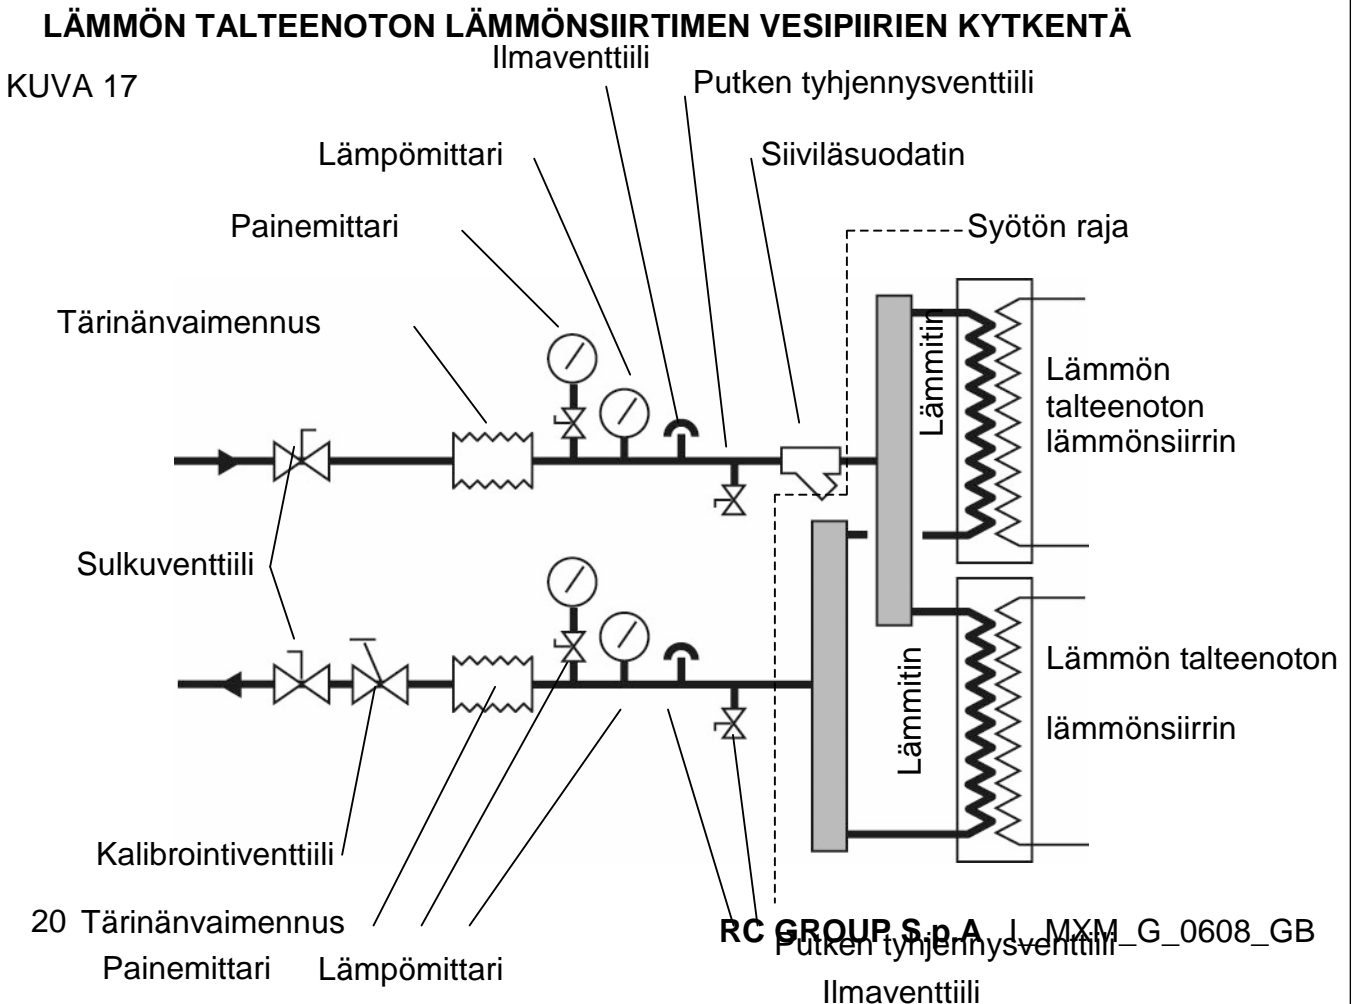 LÄMMÖN TALTEENOTON LÄMMÖNSIIRTIMEN VESIPIIRIEN KYTKENTÄ
Ilmaventtiili
KUVA 17
Putken tyhjennysventtiili
Lämpömittari
Siiviläsuodatin
Painemittari
Syötön raja
Tärinänvaimennus
Lämmitin
Lämmön
talteenoton
lämmönsiirrin
Sulkuventtiili
Lämmitin
Lämmön talteenoton
lämmönsiirrin
Kalibrointiventtiili
20 Tärinänvaimennus
RC GROUP S.p.A I_MXM_G_0608_GB
Putken tyhjennysventtiili
Painemittari
Lämpömittari
Ilmaventtiili